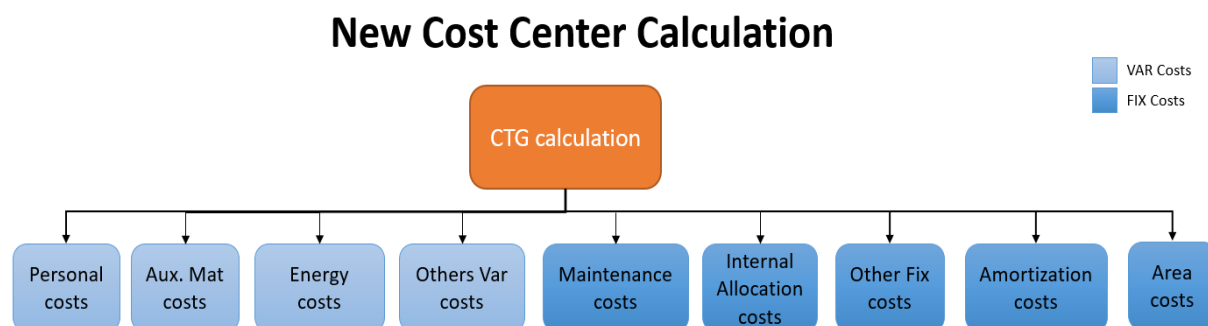 New Cost Center Calculation
VAR Costs
FIX Costs
CTG calculation
Personal
costs
Aux. Mat
costs
Energy
costs
Others Var
costs
Maintenance
costs
Internal
Allocation
costs
Other Fix
costs
Amortization
costs
Area
costs